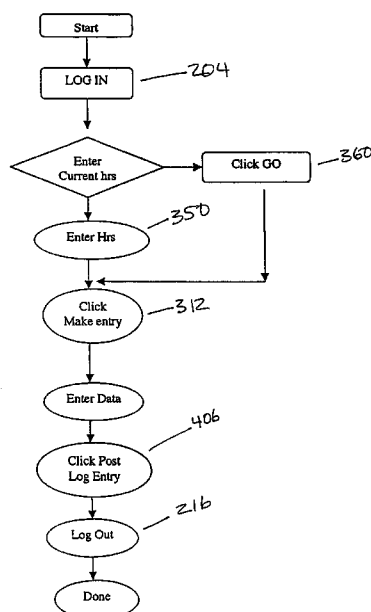 Start
LOG IN
204
Enter
Current hrs
Click GO
360
350
Enter Hrs
Click
Make entry
312
Enter Data
406
Click Post
Log Entry
216
Log Out
Done